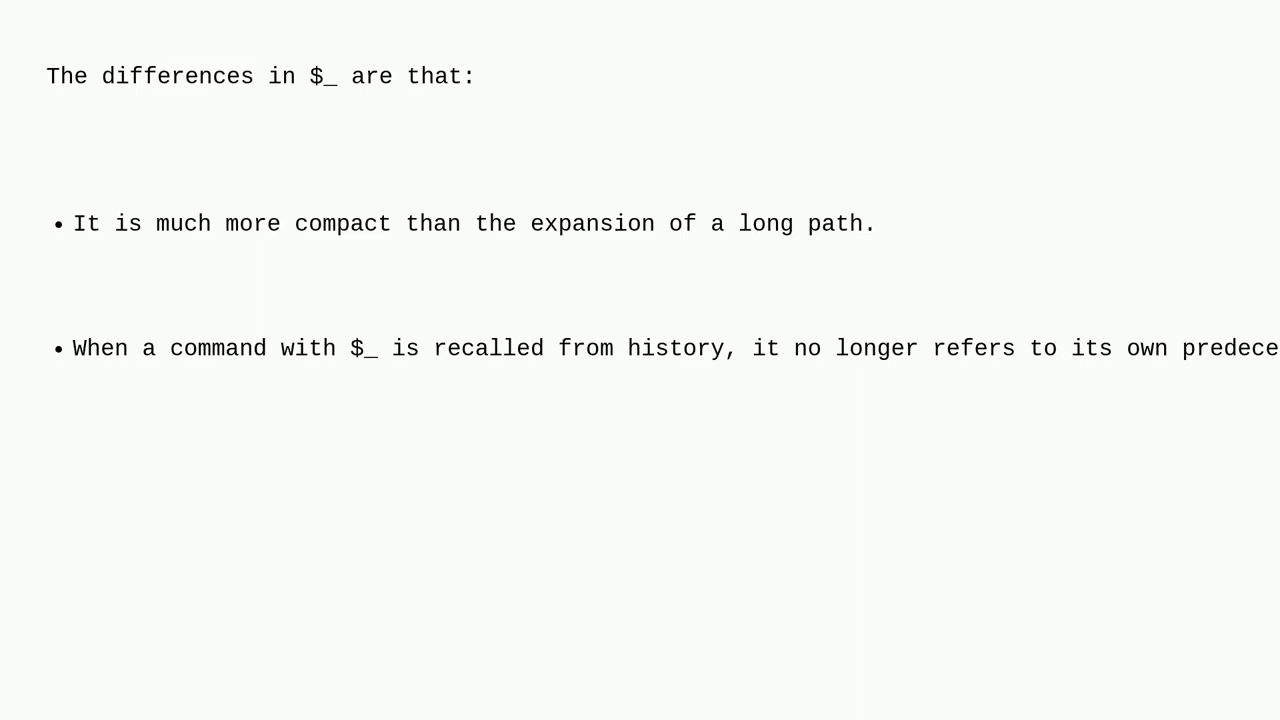 The differences in $_ are that:
• It is much more compact than the expansion of a long path.
• When a command with $_ is recalled from history, it no longer refers to its own predece